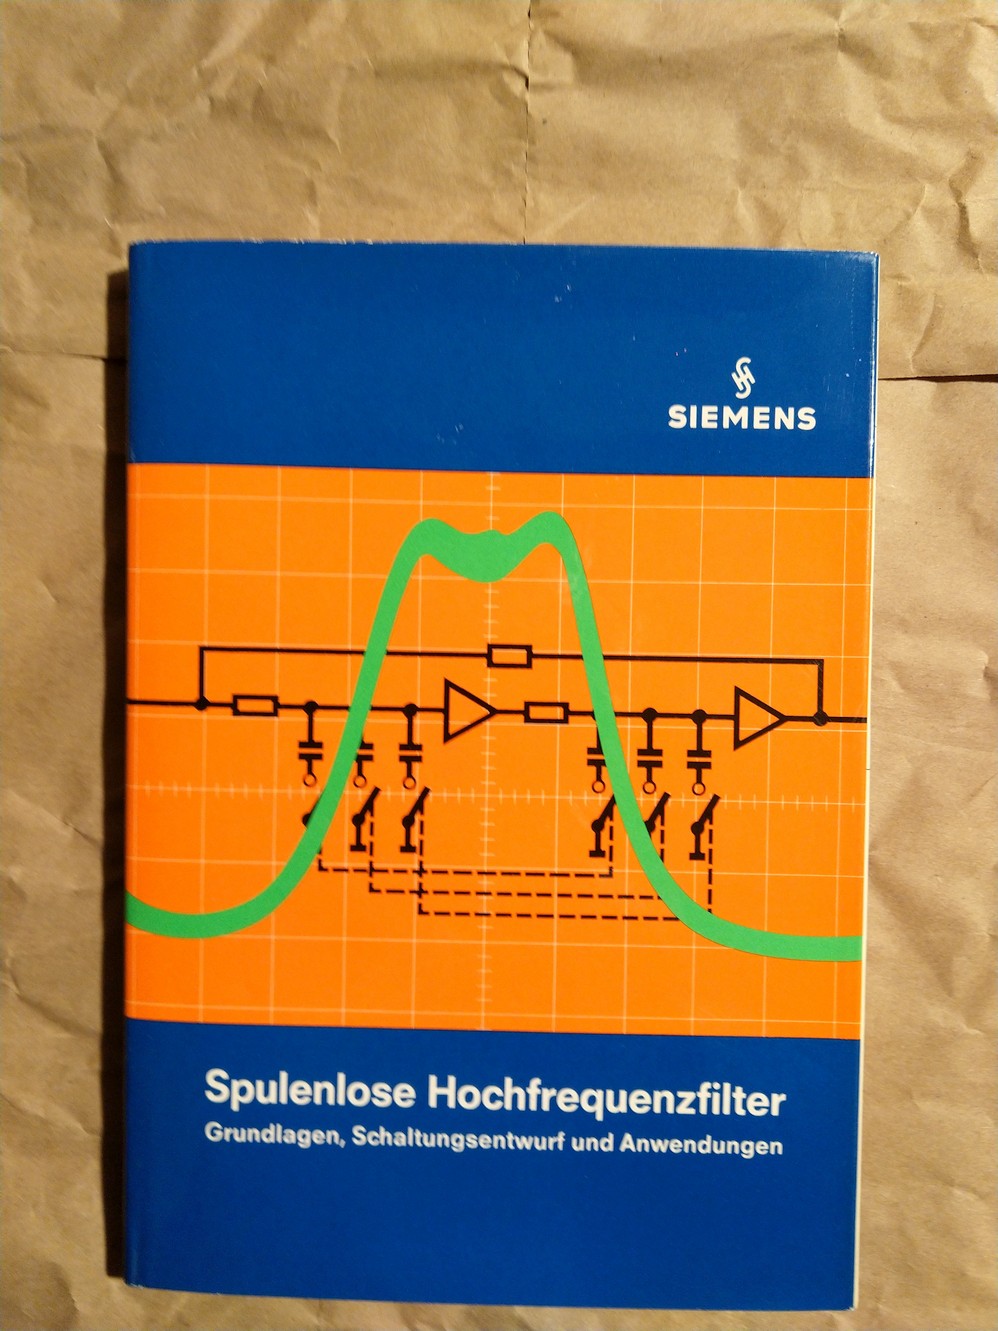 SIEMENS
Spulenlose Hochfrequenzfilter
Grundlagen, Schaltungsentwurf und Anwendungen